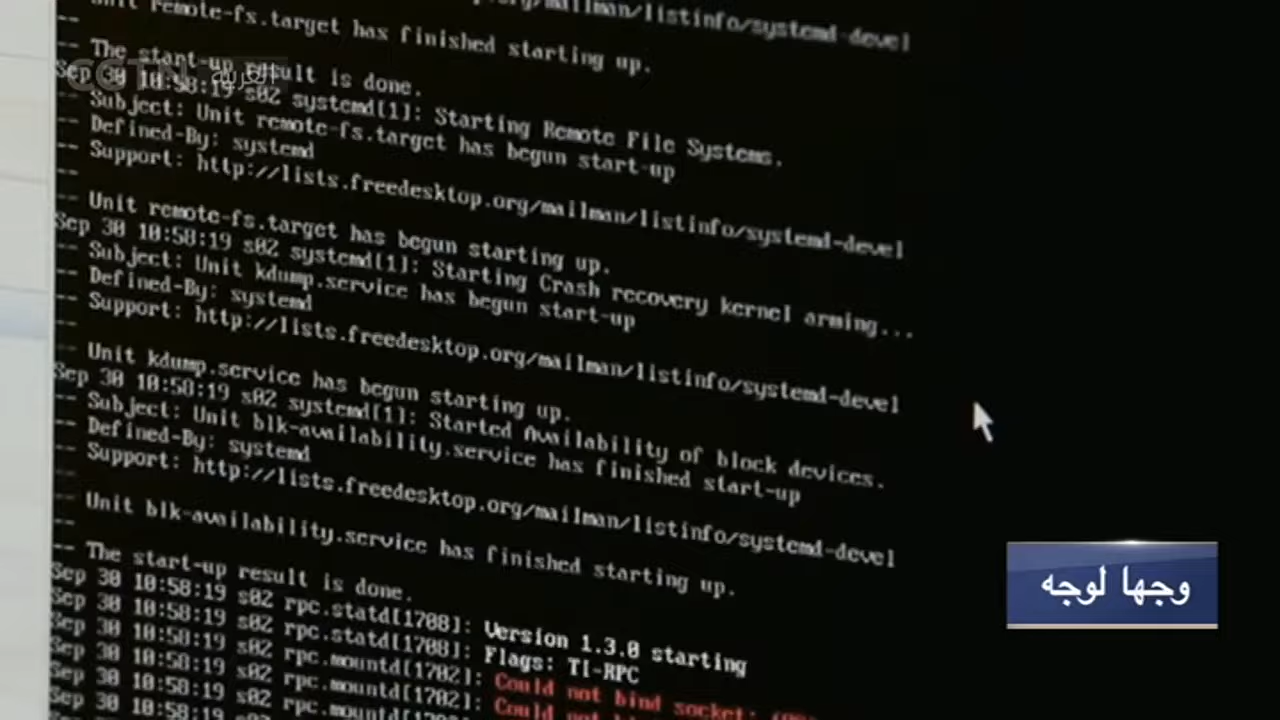 .org/mailman/listinfo/systemd-devel
-- Unit remote-fs.target has finished starting up.
--
-- The start-up result is done.
Sep 30 10:58:19 s02 systemd[1]: Starting Remote File Systems.
-- Subject: Unit remote-fs.target has begun start-up
-- Defined-By: systemd
-- Support: http://lists.freedesktop.org/mailman/listinfo/systemd-devel
--
-- Unit remote-fs.target has begun starting up.
Sep 30 10:58:19 s02 systemd[1]: Starting Crash recovery kernel arming...
-- Subject: Unit kdump.service has begun start-up
-- Defined-By: systemd
-- Support: http://lists.freedesktop.org/mailman/listinfo/systemd-devel
--
-- Unit kdump.service has begun starting up.
Sep 30 10:58:19 s02 systemd[1]: Started Availability of block devices.
-- Subject: Unit blk-availability.service has finished start-up
-- Defined-By: systemd
-- Support: http://lists.freedesktop.org/mailman/listinfo/systemd-devel
--
-- Unit blk-availability.service has finished starting up.
--
-- The start-up result is done.
Sep 30 10:58:19 s02 rpc.statd[1708]: Version 1.3.0 starting
Sep 30 10:58:19 s02 rpc.statd[1708]: Flags: TI-RPC
Sep 30 10:58:19 s02 rpc.mountd[1702]: Could not bind socket:
Sep 30 10:58:19 s02 rpc.mountd[1702]: Could not
Sep 30 10:58:19 s02
CGTN العربية
وجها لوجه